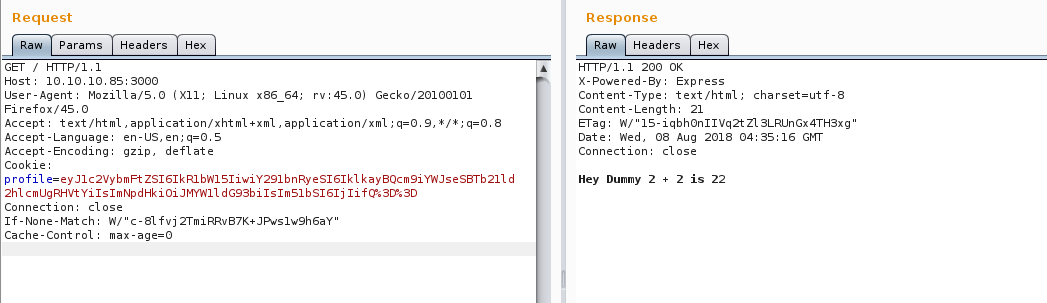 Request
Raw
Params
Headers
Hex
GET / HTTP/1.1
Host: 10.10.10.85:3000
User-Agent: Mozilla/5.0 (X11; Linux x86_64; rv:45.0) Gecko/20100101
Firefox/45.0
Accept: text/html,application/xhtml+xml,application/xml;q=0.9,*/*;q=0.8
Accept-Language: en-US,en;q=0.5
Accept-Encoding: gzip, deflate
Cookie:
profile=eyJ1c2VybmFtZSI6IkR1bW15IiwiY291bnRyeSI6IklkayBQcm9iYWJseSBTb21ld
2hlcmUgRHVtYiIsImNpdHkiOiJMYW1ldG93biIsIm51bSI6IjIifQ%3D%3D
Connection: close
If-None-Match: W/"c-8lfvj2TmiRRvB7K+JPws1w9h6aY"
Cache-Control: max-age=0
Response
Raw
Headers
Hex
HTTP/1.1 200 OK
X-Powered-By: Express
Content-Type: text/html; charset=utf-8
Content-Length: 21
ETag: W/"15-iqbh0nIIVq2tZl3LRUnGx4TH3xg"
Date: Wed, 08 Aug 2018 04:35:16 GMT
Connection: close
Hey Dummy 2 + 2 is 22